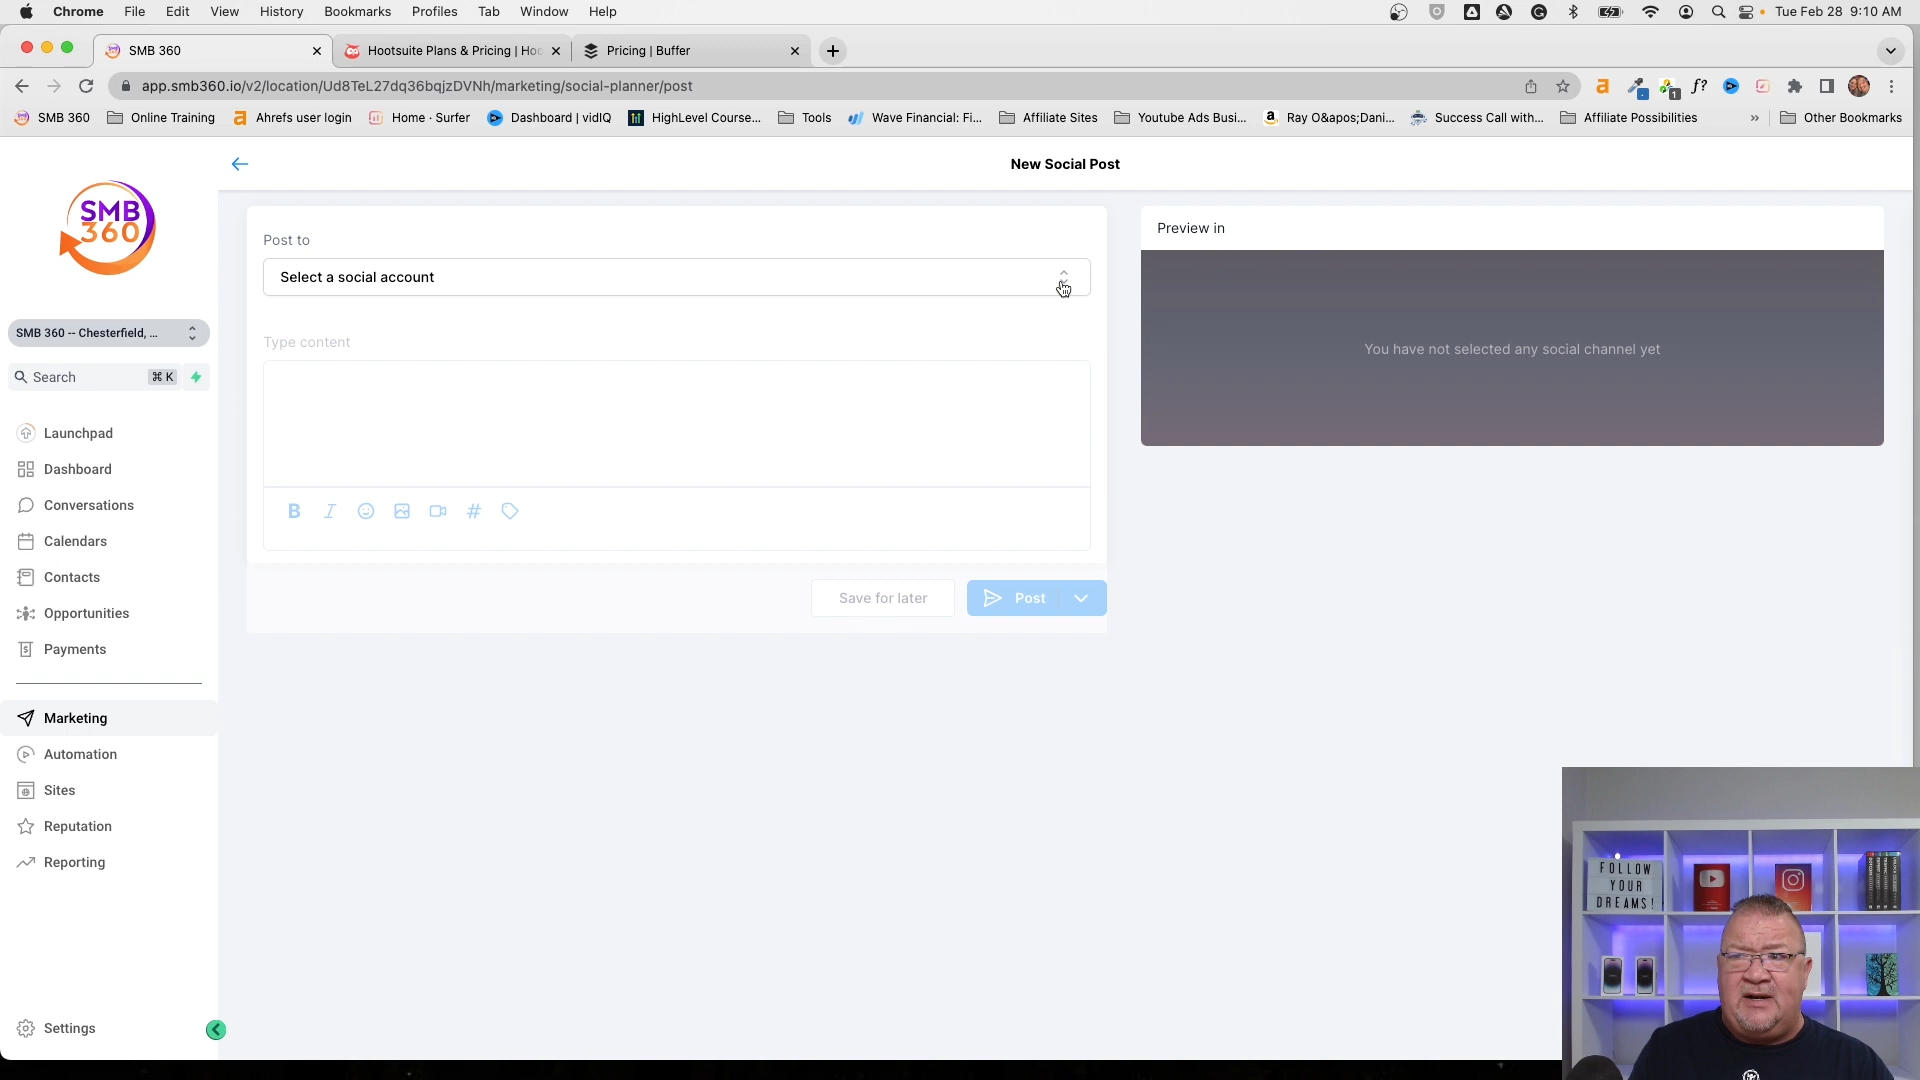 Chrome File Edit View History Bookmarks Profiles Tab Window Help Tue Feb 28 9:10 AM
SMB 360 Hootsuite Plans & Pricing | Hoo Pricing | Buffer
app.smb360.io/v2/location/Ud8TeL27dq36bqjzDVNh/marketing/social-planner/post
SMB 360 Online Training Ahrefs user login Home · Surfer Dashboard | vidIQ HighLevel Course... Tools Wave Financial: Fi... Affiliate Sites Youtube Ads Busi... Ray O&apos;Dani... Success Call with... Affiliate Possibilities » Other Bookmarks
New Social Post
SMB
360
SMB 360 -- Chesterfield, ...
Search ⌘ K
Launchpad
Dashboard
Conversations
Calendars
Contacts
Opportunities
Payments
Marketing
Automation
Sites
Reputation
Reporting
Settings
Post to
Select a social account
Type content
B I #
Save for later
Post
Preview in
You have not selected any social channel yet
FOLLOW
YOUR
DREAMS!